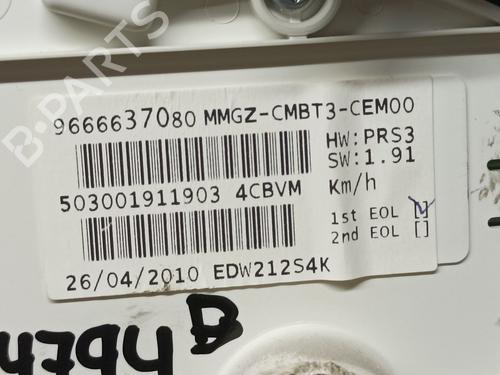 9666637080 MMGZ-CMBT3-CEM00
HW:PRS3
SW:1.91
503001911903 4CBVM
Km/h
1st EOL []
2nd EOL []
26/04/2010 EDW212S4K
B-PARTS